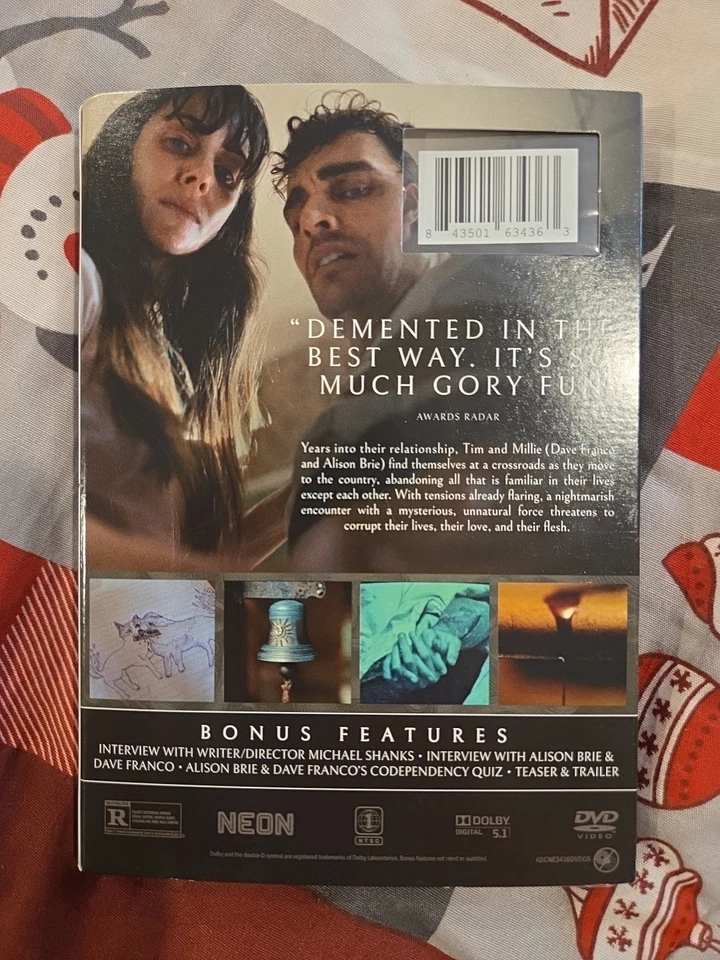 8 43501 63436 3
"DEMENTED IN THE
BEST WAY. IT'S SO
MUCH GORY FUN
AWARDS RADAR
Years into their relationship, Tim and Millie (Dave Franco
and Alison Brie) find themselves at a crossroads as they move
to the country, abandoning all that is familiar in their lives
except each other. With tensions already flaring, a nightmarish
encounter with a mysterious, unnatural force threatens to
corrupt their lives, their love, and their flesh.
BONUS FEATURES
INTERVIEW WITH WRITER/DIRECTOR MICHAEL SHANKS • INTERVIEW WITH ALISON BRIE &
DAVE FRANCO • ALISON BRIE & DAVE FRANCO'S CODEPENDENCY QUIZ • TEASER & TRAILER
RESTRICTED
R
NEON
1
NTSC
DOLBY
DIGITAL 5.1
DVD
VIDEO
Dolby and the double-D systems are registered trademarks of Dolby Laboratories. Bonus features not rated or subtitled.